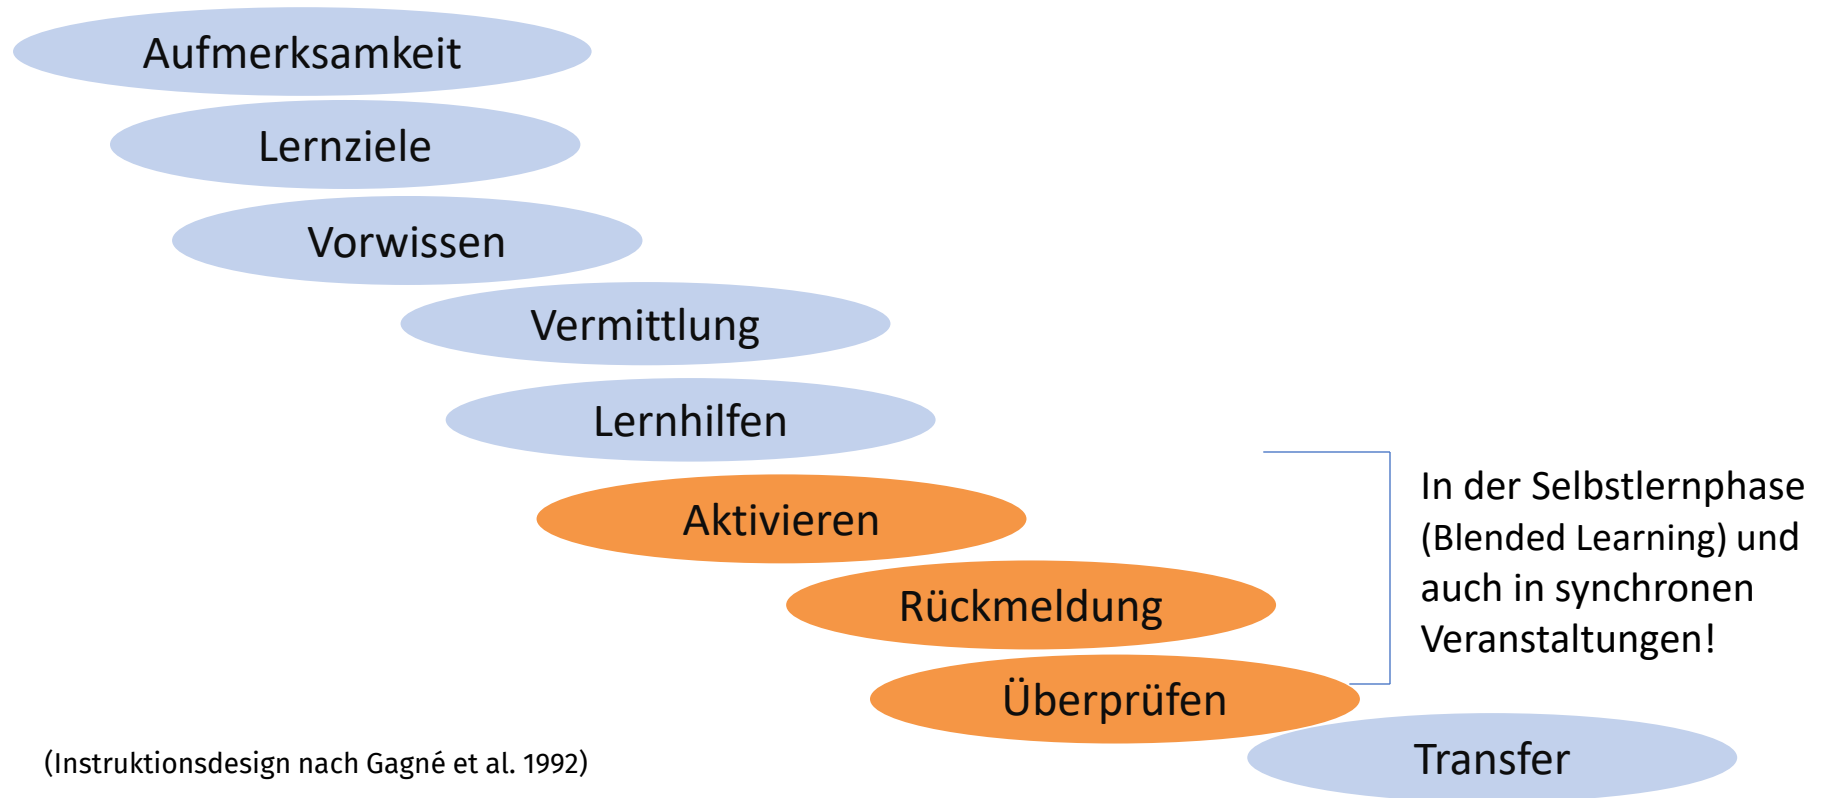 Aufmerksamkeit
Lernziele
Vorwissen
Vermittlung
Lernhilfen
Aktivieren
Rückmeldung
Überprüfen
Transfer
In der Selbstlernphase
(Blended Learning) und
auch in synchronen
Veranstaltungen!
(Instruktionsdesign nach Gagné et al. 1992)